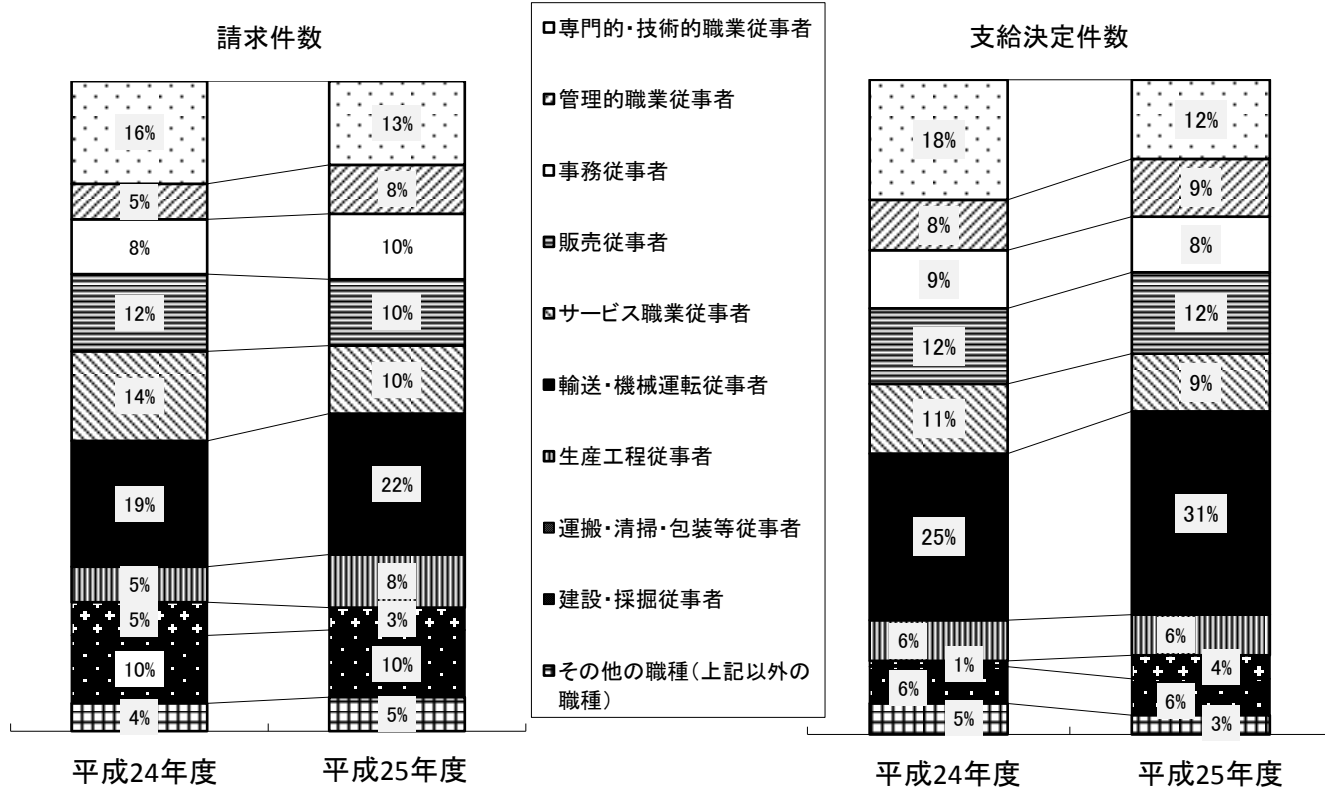 請求件数
16%
5%
8%
12%
14%
19%
5%
5%
10%
4%
平成24年度
13%
8%
10%
10%
10%
22%
8%
3%
10%
5%
平成25年度
専門的・技術的職業従事者
管理的職業従事者
事務従事者
販売従事者
サービス職業従事者
輸送・機械運転従事者
生産工程従事者
運搬・清掃・包装等従事者
建設・採掘従事者
その他の職種(上記以外の
職種)
支給決定件数
18%
8%
9%
12%
11%
25%
6%
1%
6%
5%
平成24年度
12%
9%
8%
12%
9%
31%
6%
4%
6%
3%
平成25年度